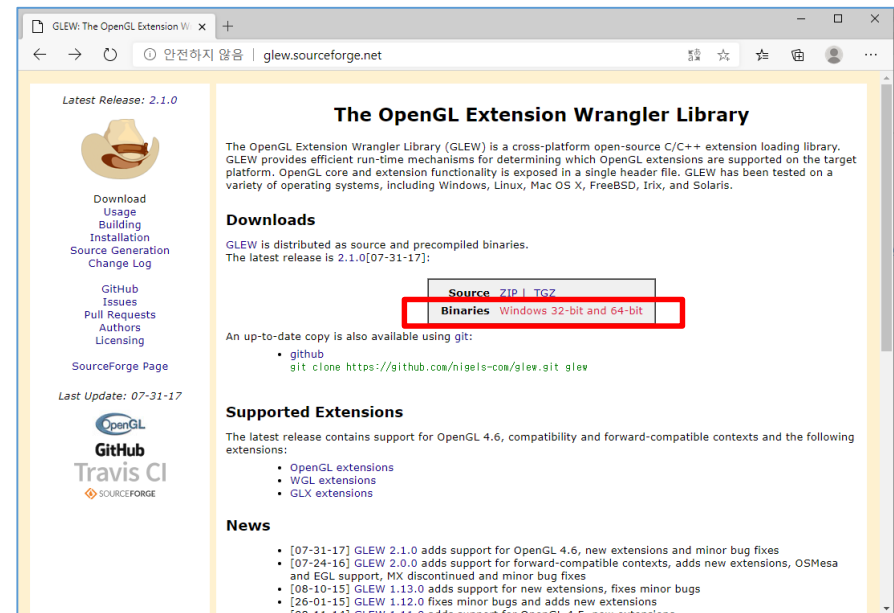 GLEW: The OpenGL Extension W
안전하지 않음 | glew.sourceforge.net
Latest Release: 2.1.0
Download
Usage
Building
Installation
Source Generation
Change Log
GitHub
Issues
Pull Requests
Authors
Licensing
SourceForge Page
Last Update: 07-31-17
OpenGL
GitHub
Travis CI
SOURCEFORGE
The OpenGL Extension Wrangler Library
The OpenGL Extension Wrangler Library (GLEW) is a cross-platform open-source C/C++ extension loading library.
GLEW provides efficient run-time mechanisms for determining which OpenGL extensions are supported on the target
platform. OpenGL core and extension functionality is exposed in a single header file. GLEW has been tested on a
variety of operating systems, including Windows, Linux, Mac OS X, FreeBSD, Irix, and Solaris.
Downloads
GLEW is distributed as source and precompiled binaries.
The latest release is 2.1.0[07-31-17]:
Source ZIP | TGZ
Binaries Windows 32-bit and 64-bit
An up-to-date copy is also available using git:
• github
git clone https://github.com/nigels-com/glew.git glew
Supported Extensions
The latest release contains support for OpenGL 4.6, compatibility and forward-compatible contexts and the following
extensions:
• OpenGL extensions
• WGL extensions
• GLX extensions
News
• [07-31-17] GLEW 2.1.0 adds support for OpenGL 4.6, new extensions and minor bug fixes
• [07-24-16] GLEW 2.0.0 adds support for forward-compatible contexts, adds new extensions, OSMesa
and EGL support, MX discontinued and minor bug fixes
• [08-10-15] GLEW 1.13.0 adds support for new extensions, fixes minor bugs
• [26-01-15] GLEW 1.12.0 fixes minor bugs and adds new extensions